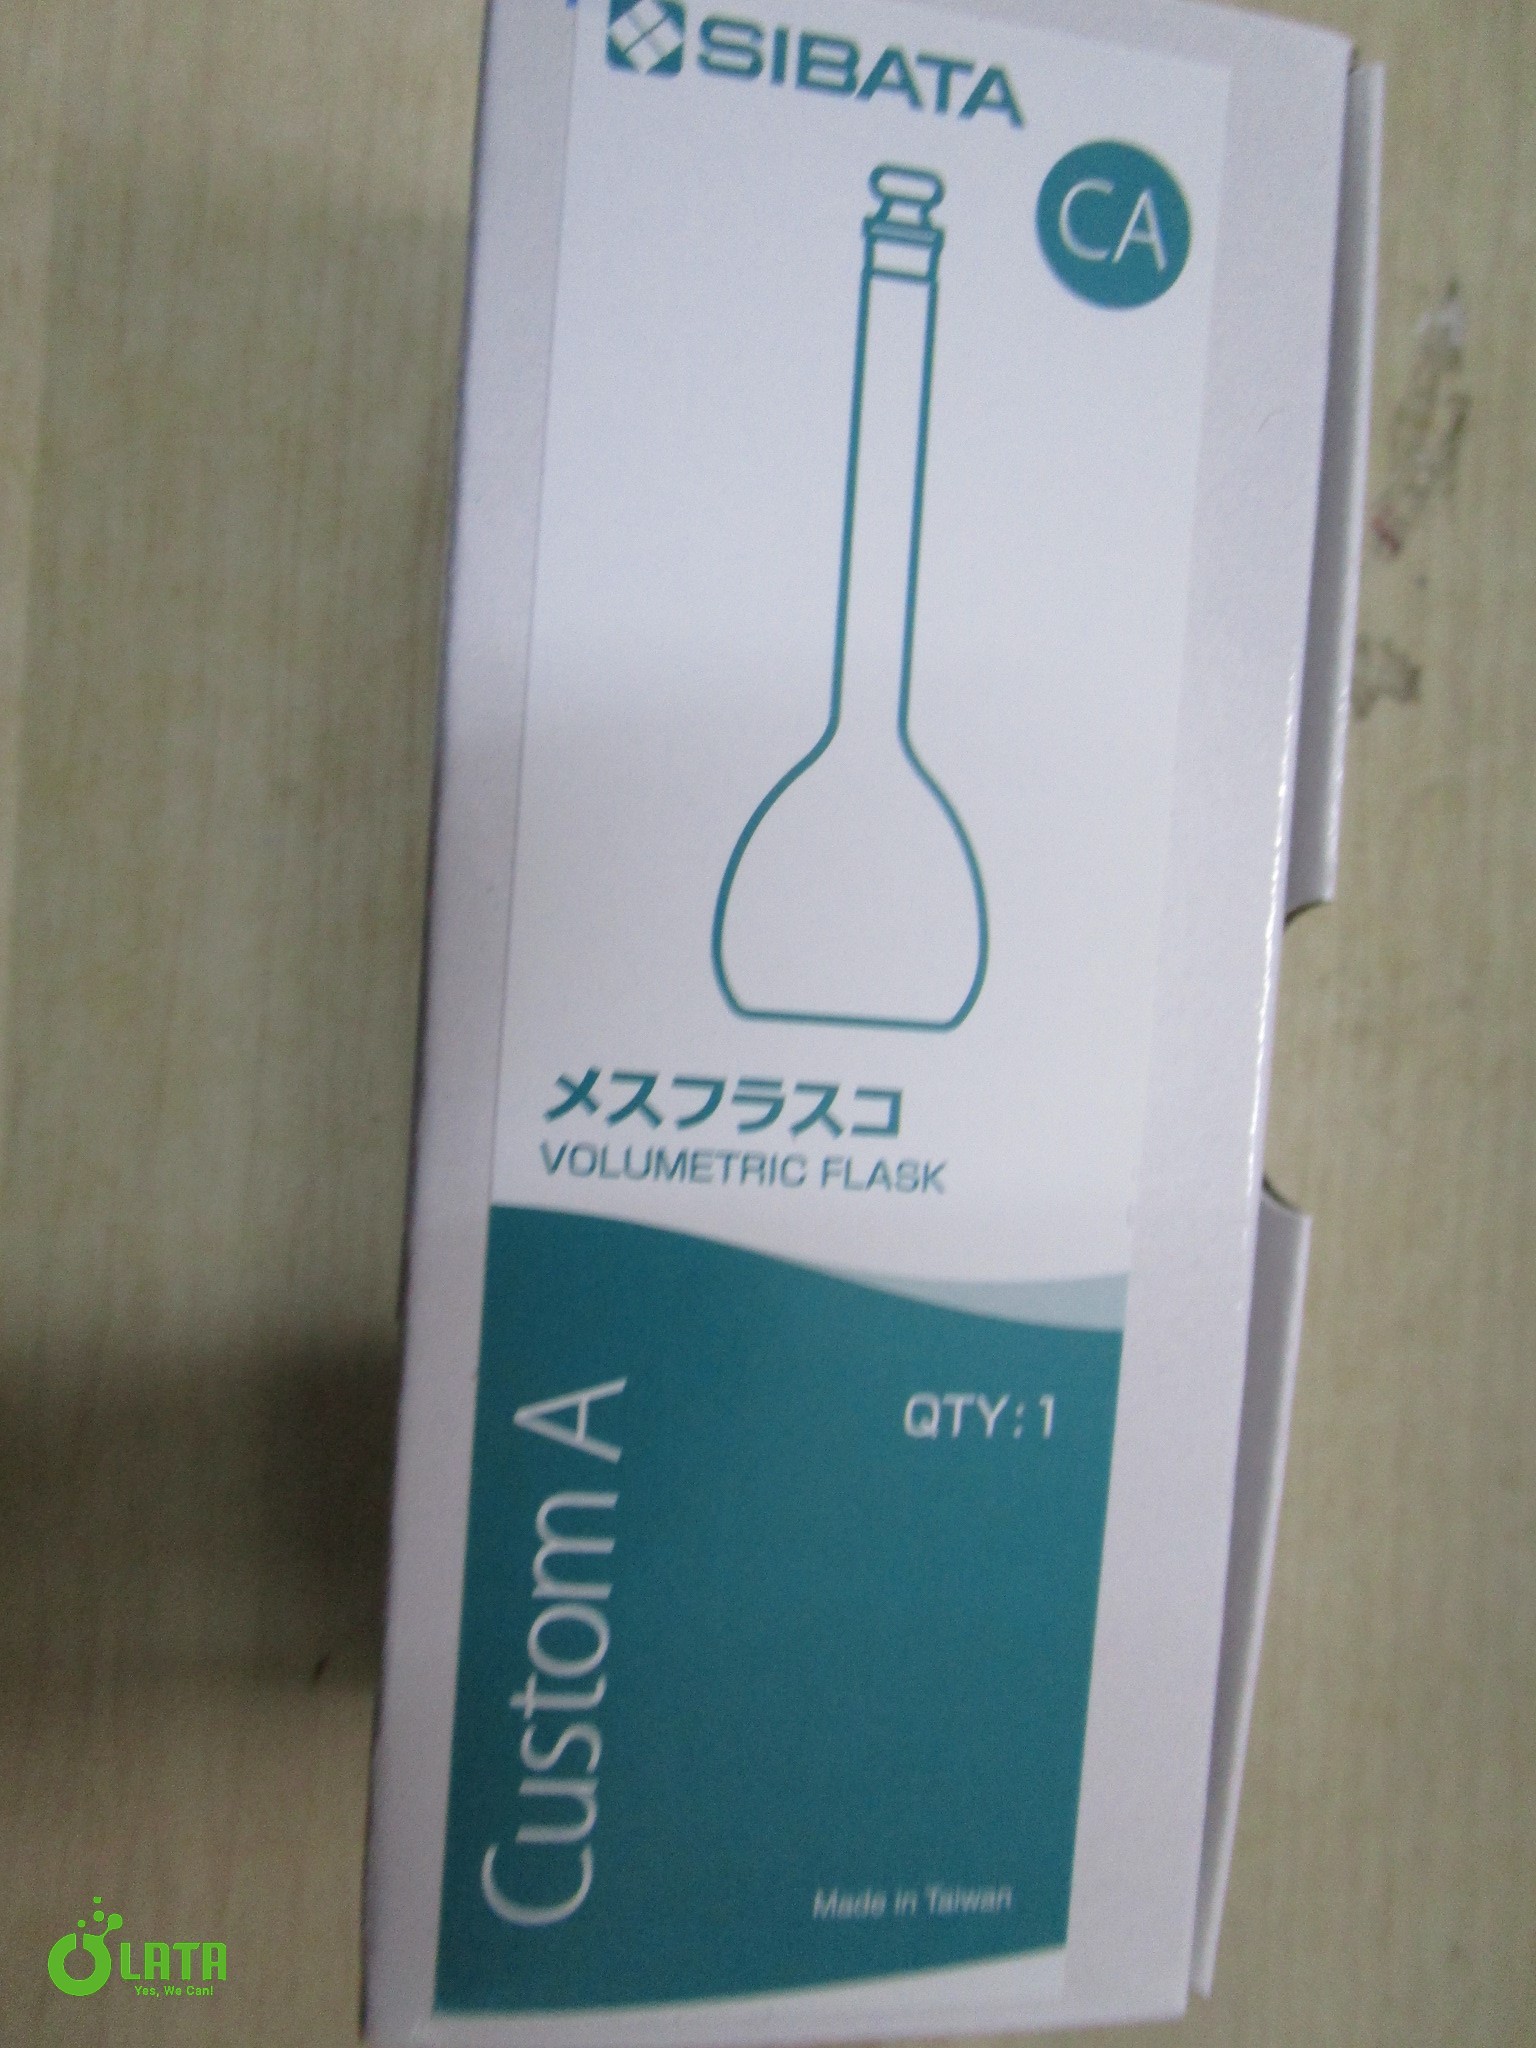 SIBATA
CA
メスフラスコ
VOLUMETRIC FLASK
QTY: 1
Custom A
Made in Taiwan
LATA
Yes, We Can!